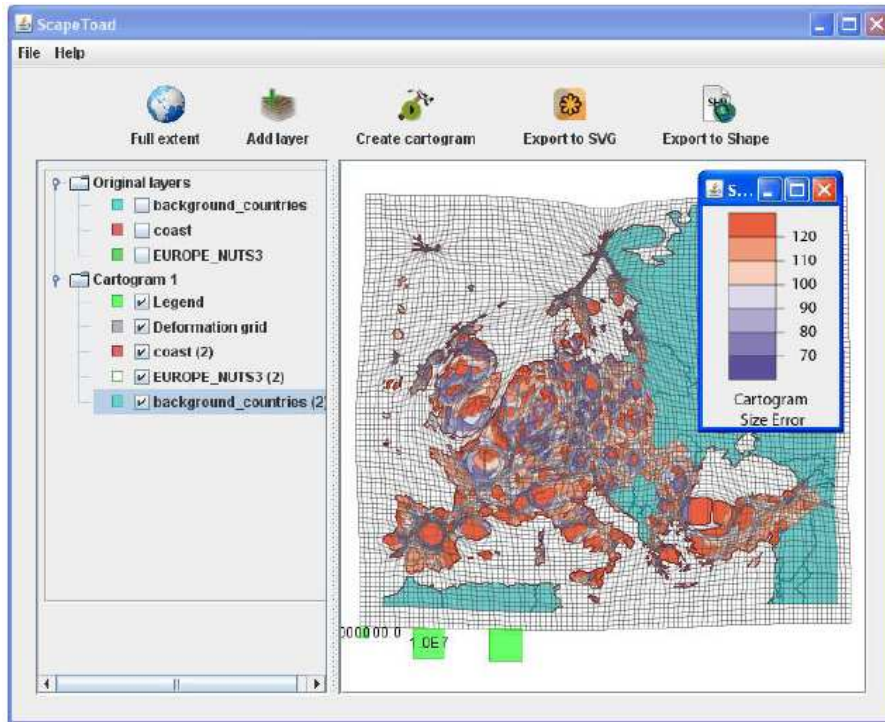 ScapeToad
File Help
Full extent Add layer Create cartogram Export to SVG Export to Shape
Original layers
background_countries
coast
EUROPE_NUTS3
Cartogram 1
Legend
Deformation grid
coast (2)
EUROPE_NUTS3 (2)
background_countries (2)
S...
120
110
100
90
80
70
Cartogram
Size Error
1.0E7